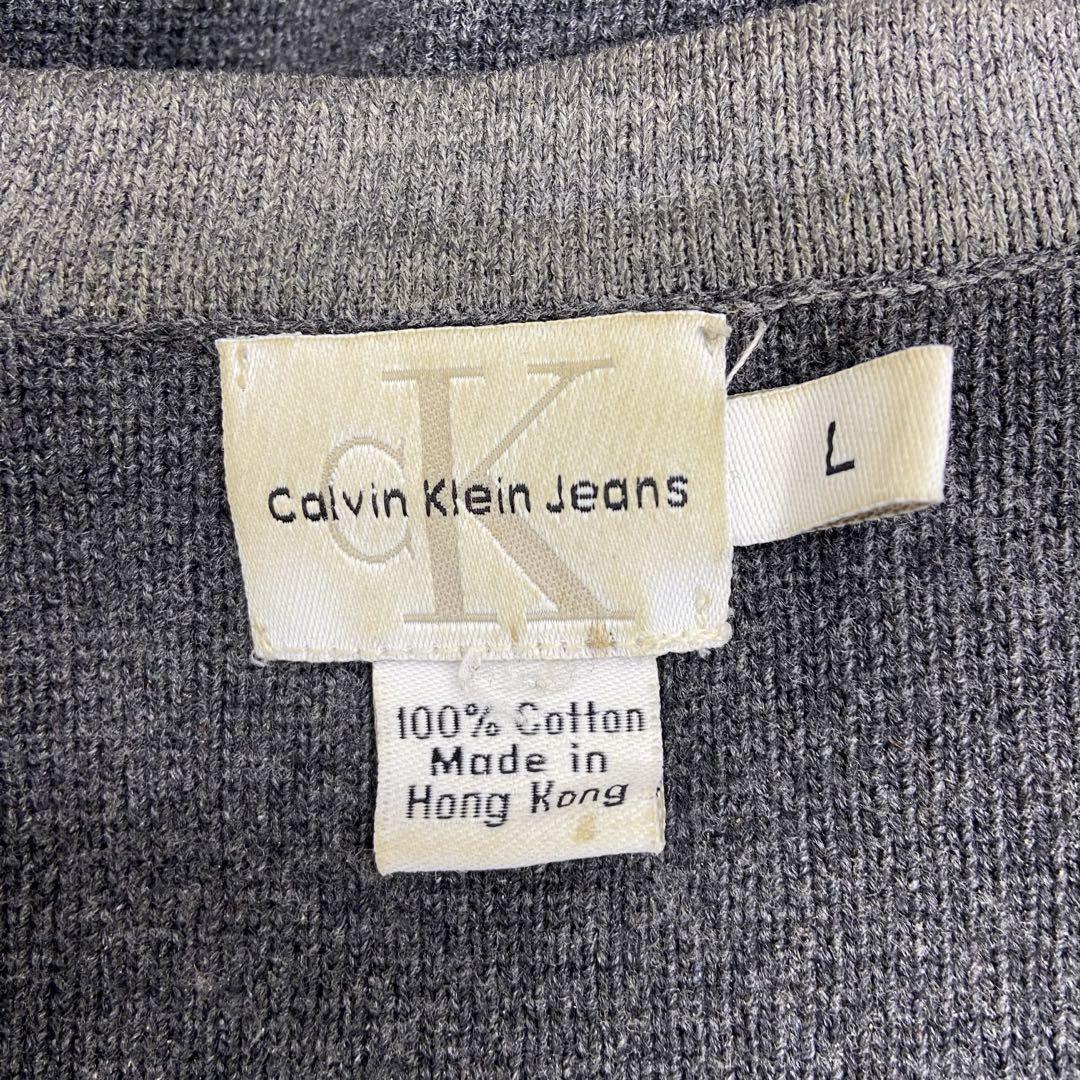 CK
Calvin Klein Jeans
L
100% Cotton
Made in
Hong Kong